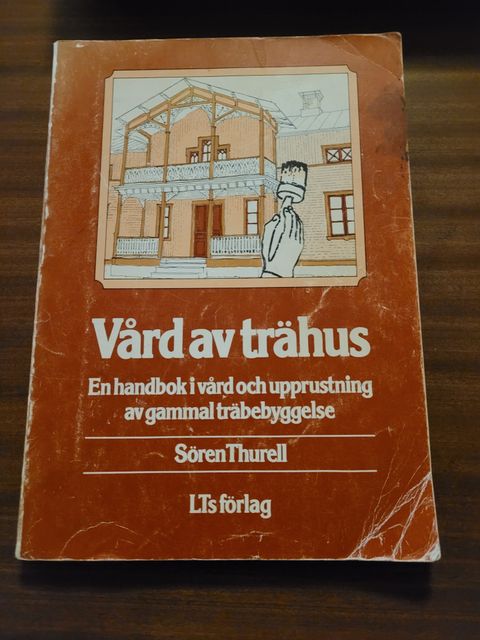 Vård av trähus
En handbok i vård och upprustning
av gammal träbebyggelse
Sören Thurell
LTs förlag